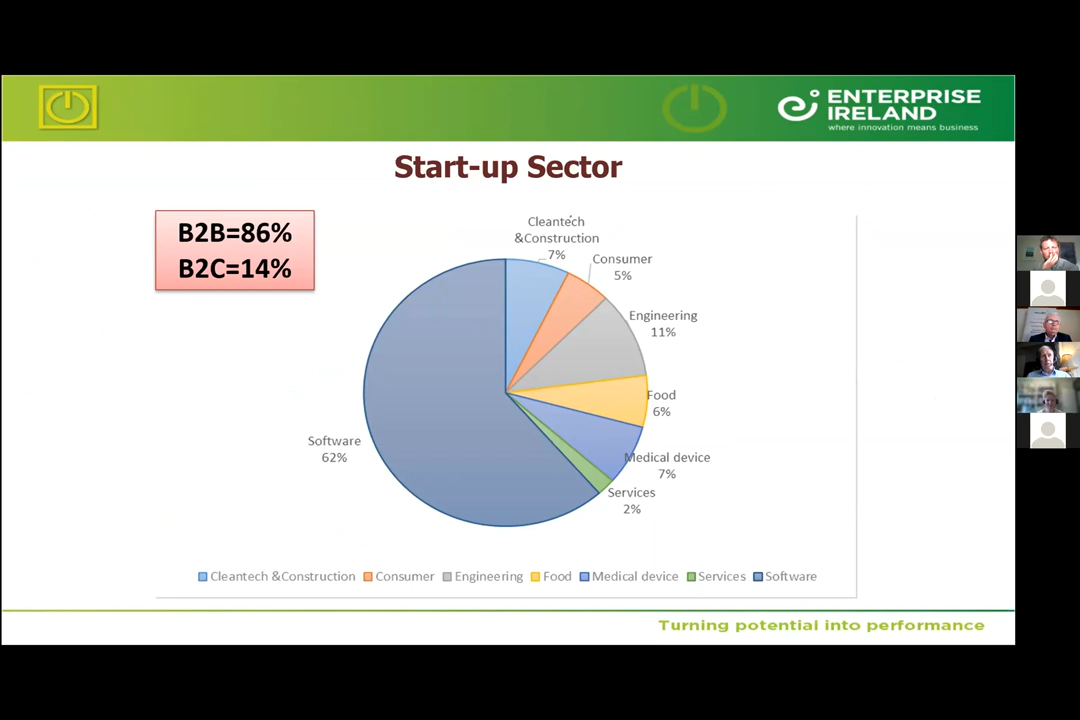 ENTERPRISE
IRELAND
where innovation means business
Start-up Sector
B2B=86%
B2C=14%
Cleantech
&Construction
7%
Consumer
5%
Engineering
11%
Food
6%
Medical device
7%
Services
2%
Software
62%
Cleantech &Construction Consumer Engineering Food Medical device Services Software
Turning potential into performance